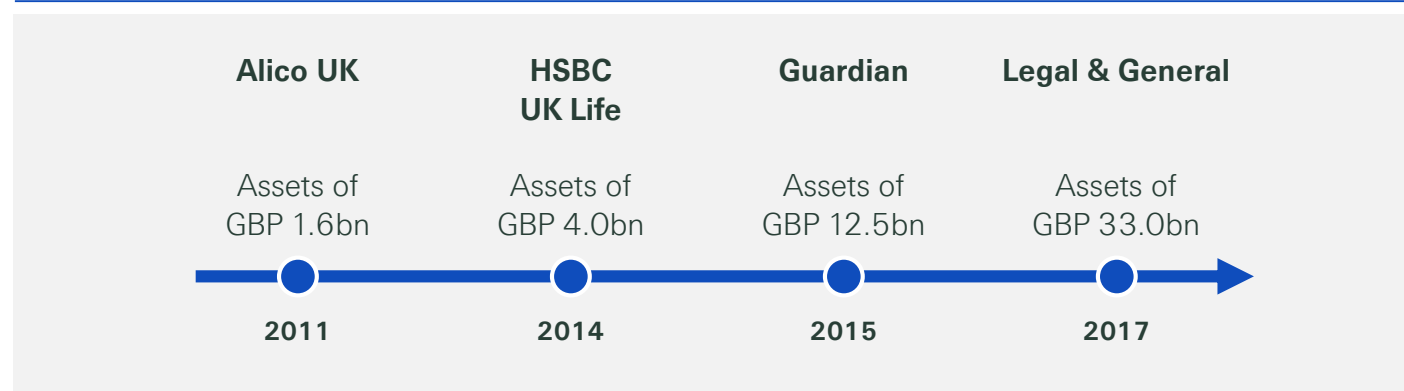 Alico UK
HSBC
UK Life
Guardian
Legal & General
Assets of
GBP 1.6bn
Assets of
GBP 4.0bn
Assets of
GBP 12.5bn
Assets of
GBP 33.0bn
2011
2014
2015
2017